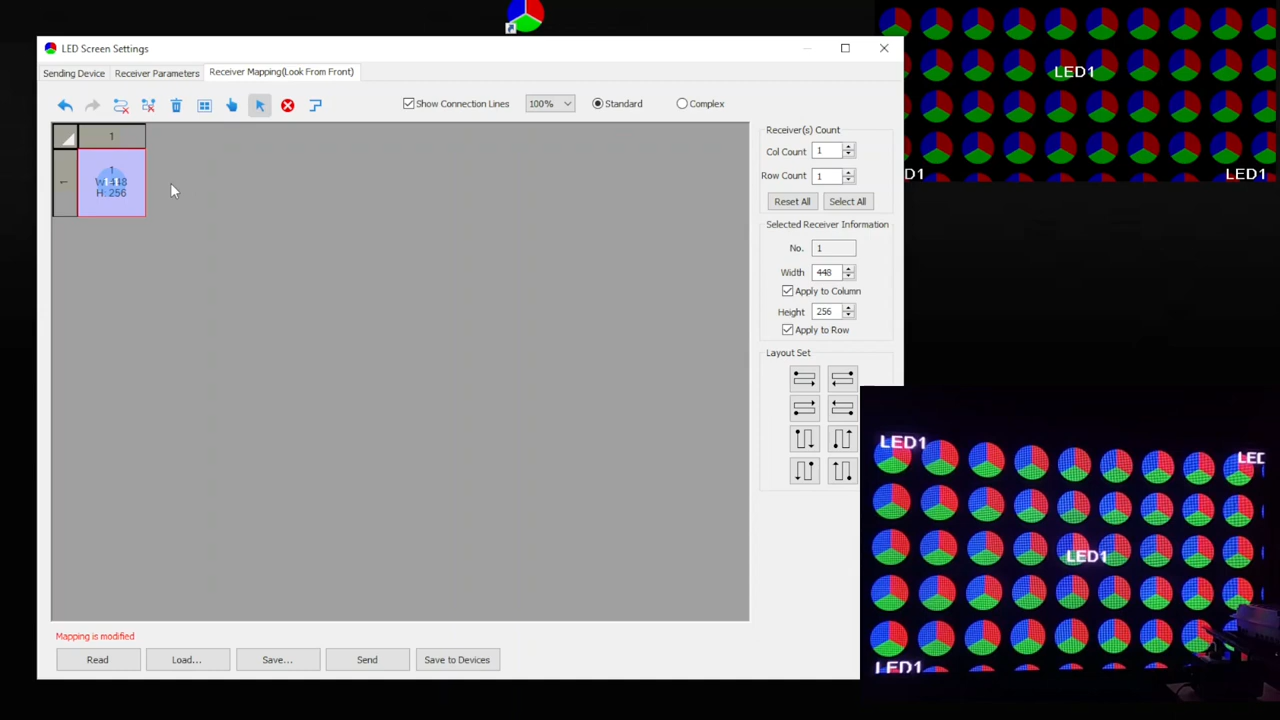 LED Screen Settings
Sending Device
Receiver Parameters
Receiver Mapping(Look From Front)
Show Connection Lines
100%
Standard
Complex
1
←
1
H: 256
Receiver(s) Count
Col Count
1
Row Count
1
Reset All
Select All
Selected Receiver Information
No.
1
Width
448
Apply to Column
Height
256
Apply to Row
Layout Set
Mapping is modified
Read
Load...
Save...
Send
Save to Devices
LED1
D1
LED1
LED1
LED
LED1
LED1